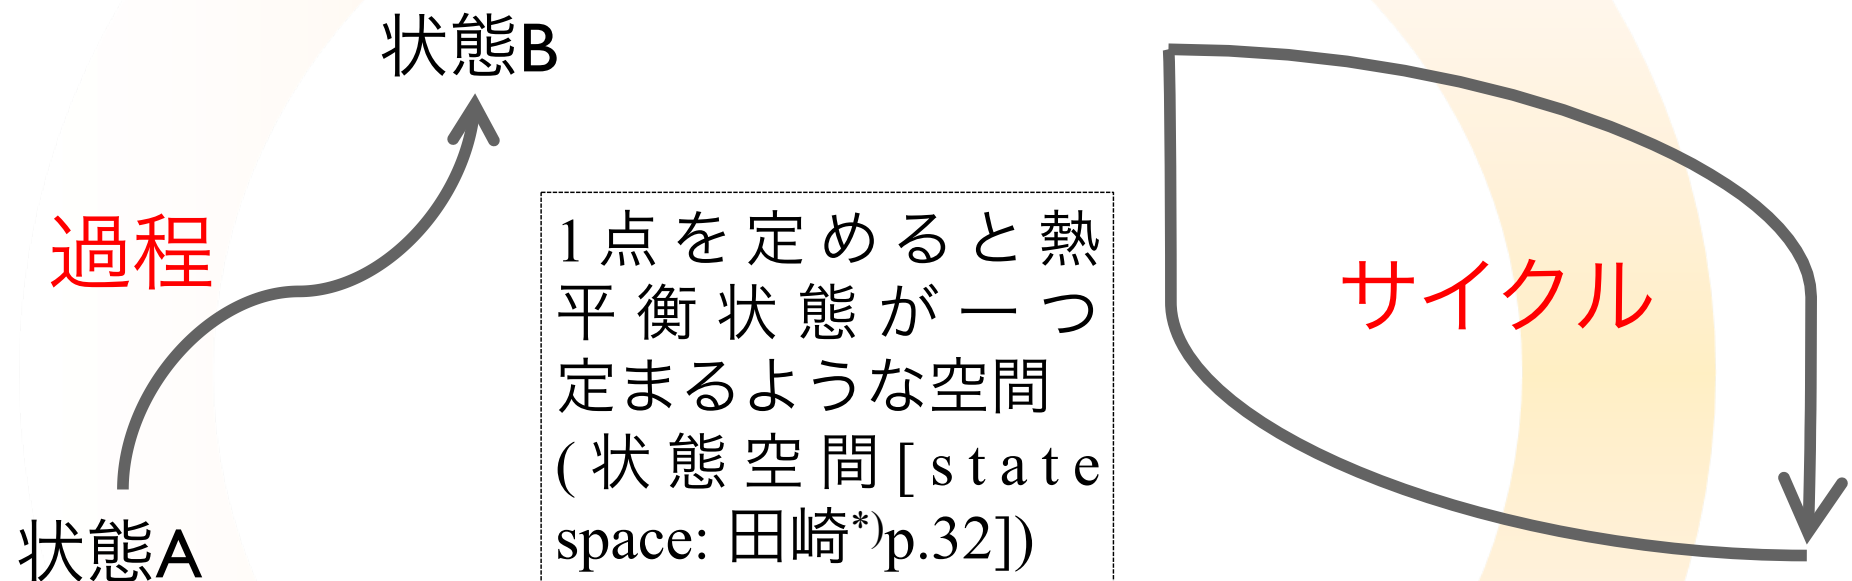 状態B
過程
状態A
1点を定めると熱
平衡状態が一つ
定まるような空間
(状態空間[state
space: 田崎*)p.32])
サイクル